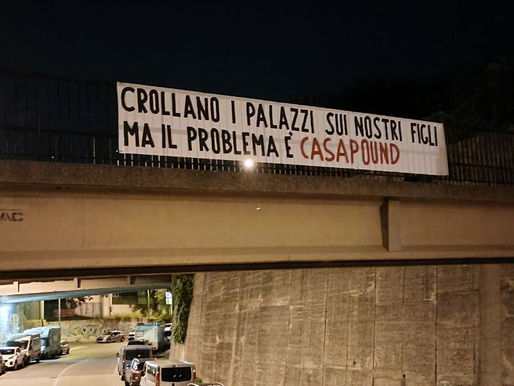 CROLLANO I PALAZZI SUI NOSTRI FIGLI
MA IL PROBLEMA È CASAPOUND